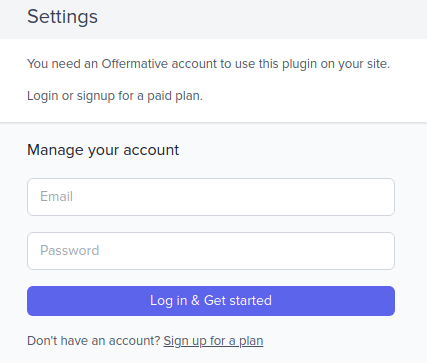 Settings
You need an Offermative account to use this plugin on your site.
Login or signup for a paid plan.
Manage your account
Email
Password
Log in & Get started
Don't have an account? Sign up for a plan